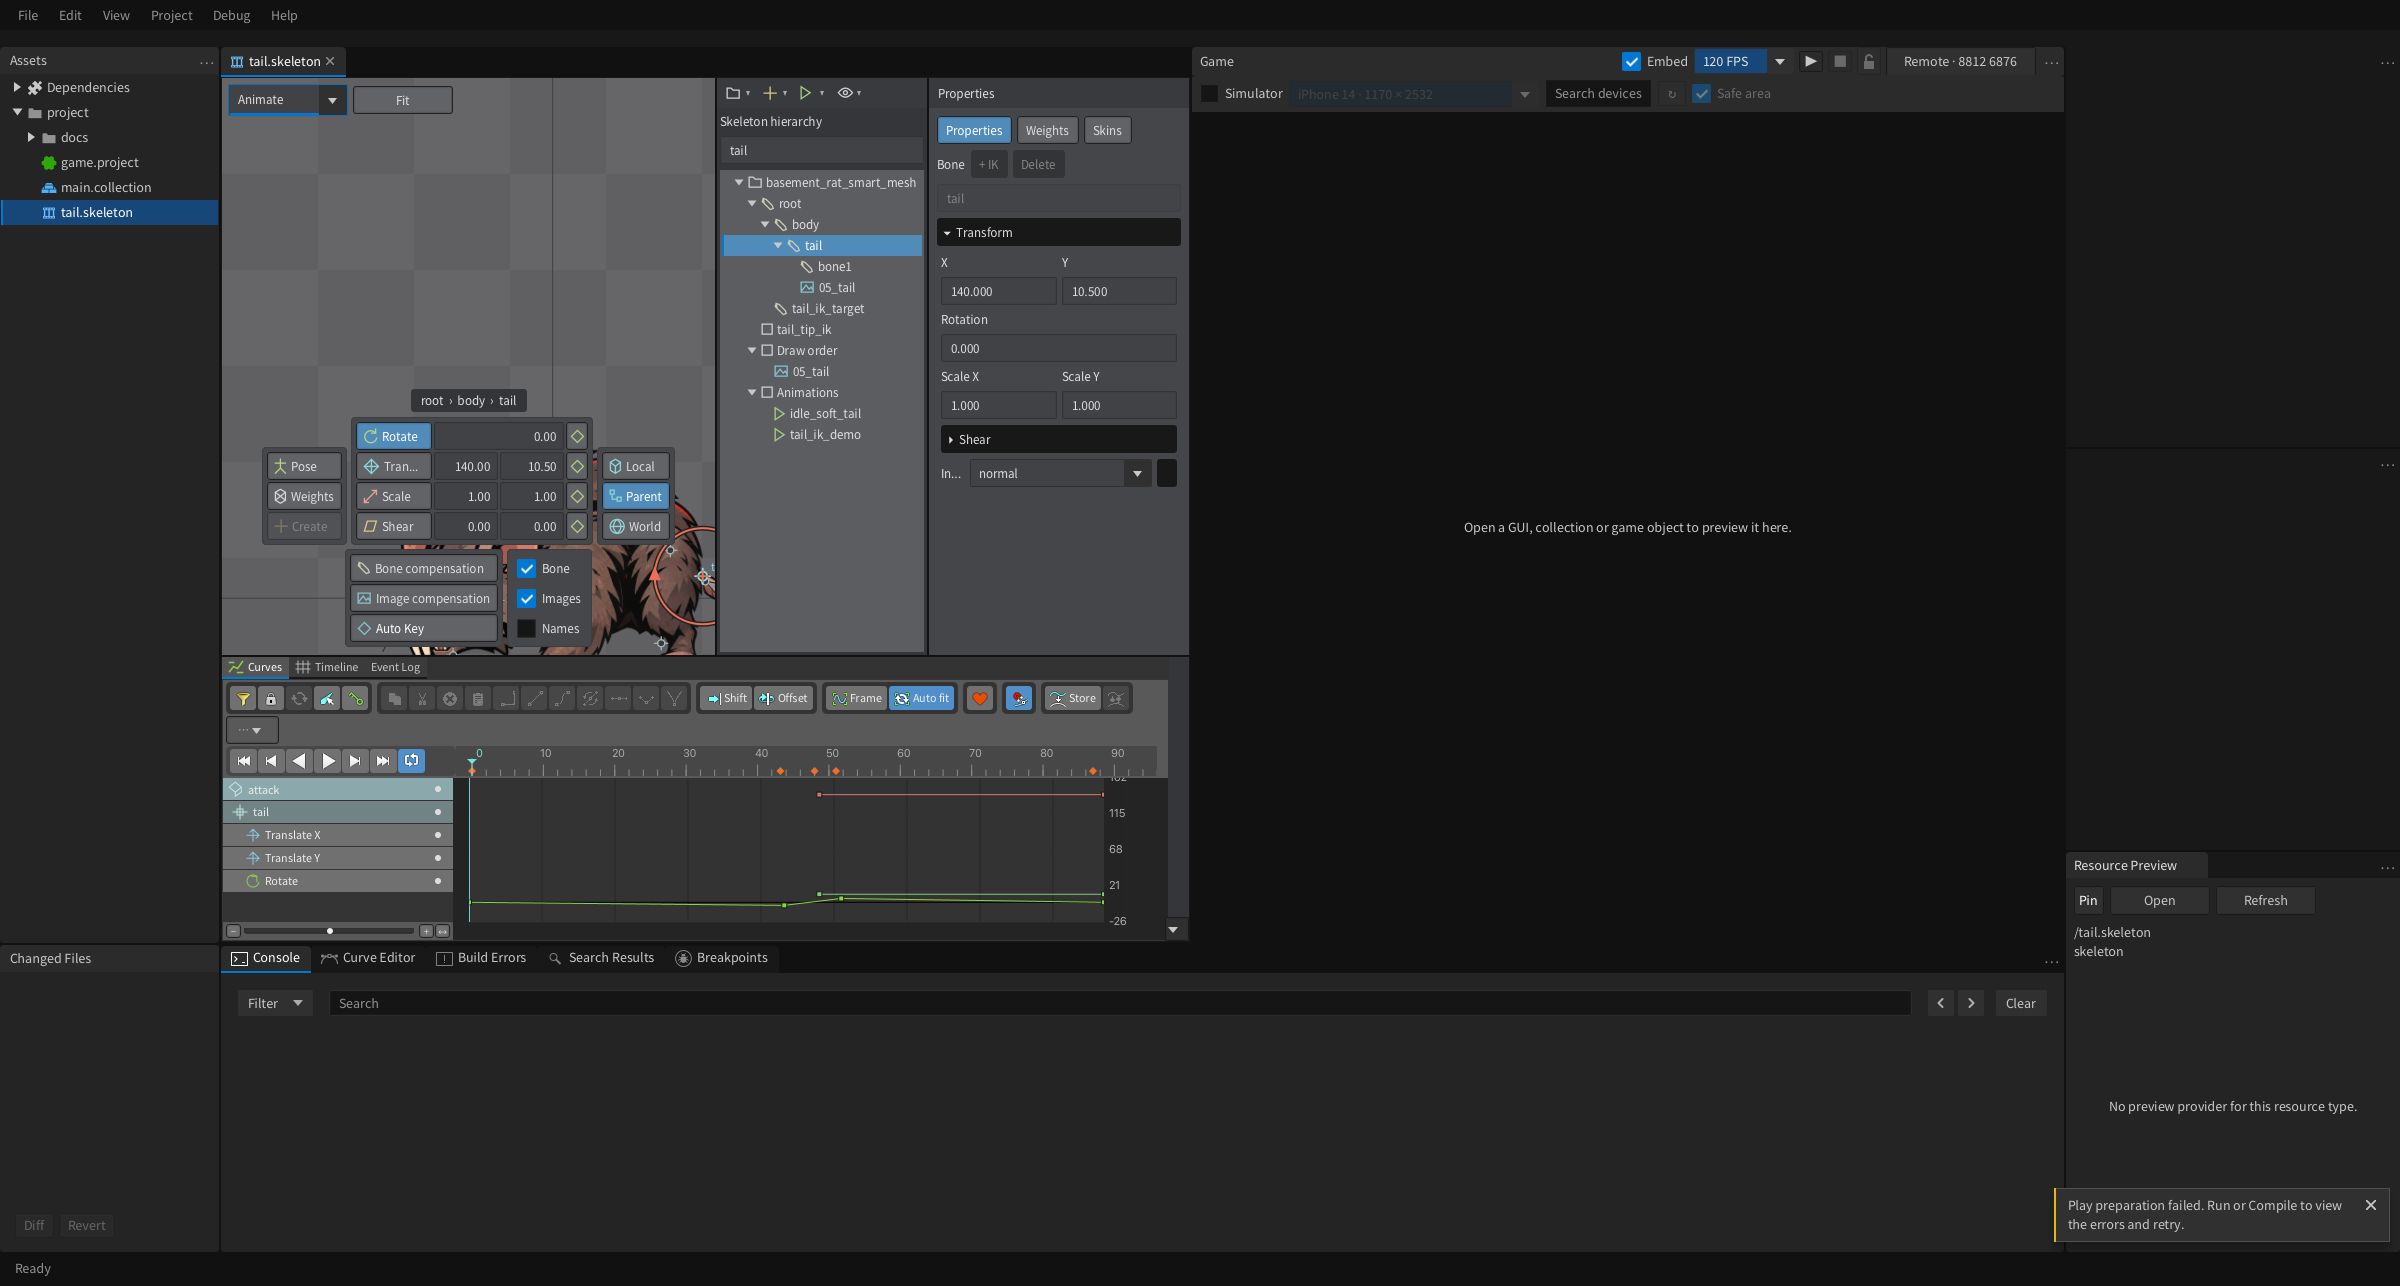 File Edit View Project Debug Help
Assets
Dependencies
project
docs
game.project
main.collection
tail.skeleton
Changed Files
Diff Revert
Ready
tail.skeleton
Animate
Fit
root › body › tail
Rotate 0.00
Pose
Tran... 140.00 10.50
Local
Weights
Scale 1.00 1.00
Parent
Create
Shear 0.00 0.00
World
Bone compensation
Bone
Image compensation
Images
Auto Key
Names
Skeleton hierarchy
tail
basement_rat_smart_mesh
root
body
tail
bone1
05_tail
tail_ik_target
tail_tip_ik
Draw order
05_tail
Animations
idle_soft_tail
tail_ik_demo
Properties
Properties Weights Skins
Bone + IK Delete
tail
Transform
X Y
140.000 10.500
Rotation
0.000
Scale X Scale Y
1.000 1.000
Shear
In... normal
Curves Timeline Event Log
Shift Offset Frame Auto fit Store
0 10 20 30 40 50 60 70 80 90
attack
tail
Translate X
Translate Y
Rotate
162
115
68
21
-26
Console Curve Editor Build Errors Search Results Breakpoints
Filter Search Clear
Game
Embed 120 FPS Remote · 8812 6876
Simulator iPhone 14 · 1170 × 2532 Search devices Safe area
Open a GUI, collection or game object to preview it here.
Resource Preview
Pin Open Refresh
/tail.skeleton
skeleton
No preview provider for this resource type.
Play preparation failed. Run or Compile to view
the errors and retry.